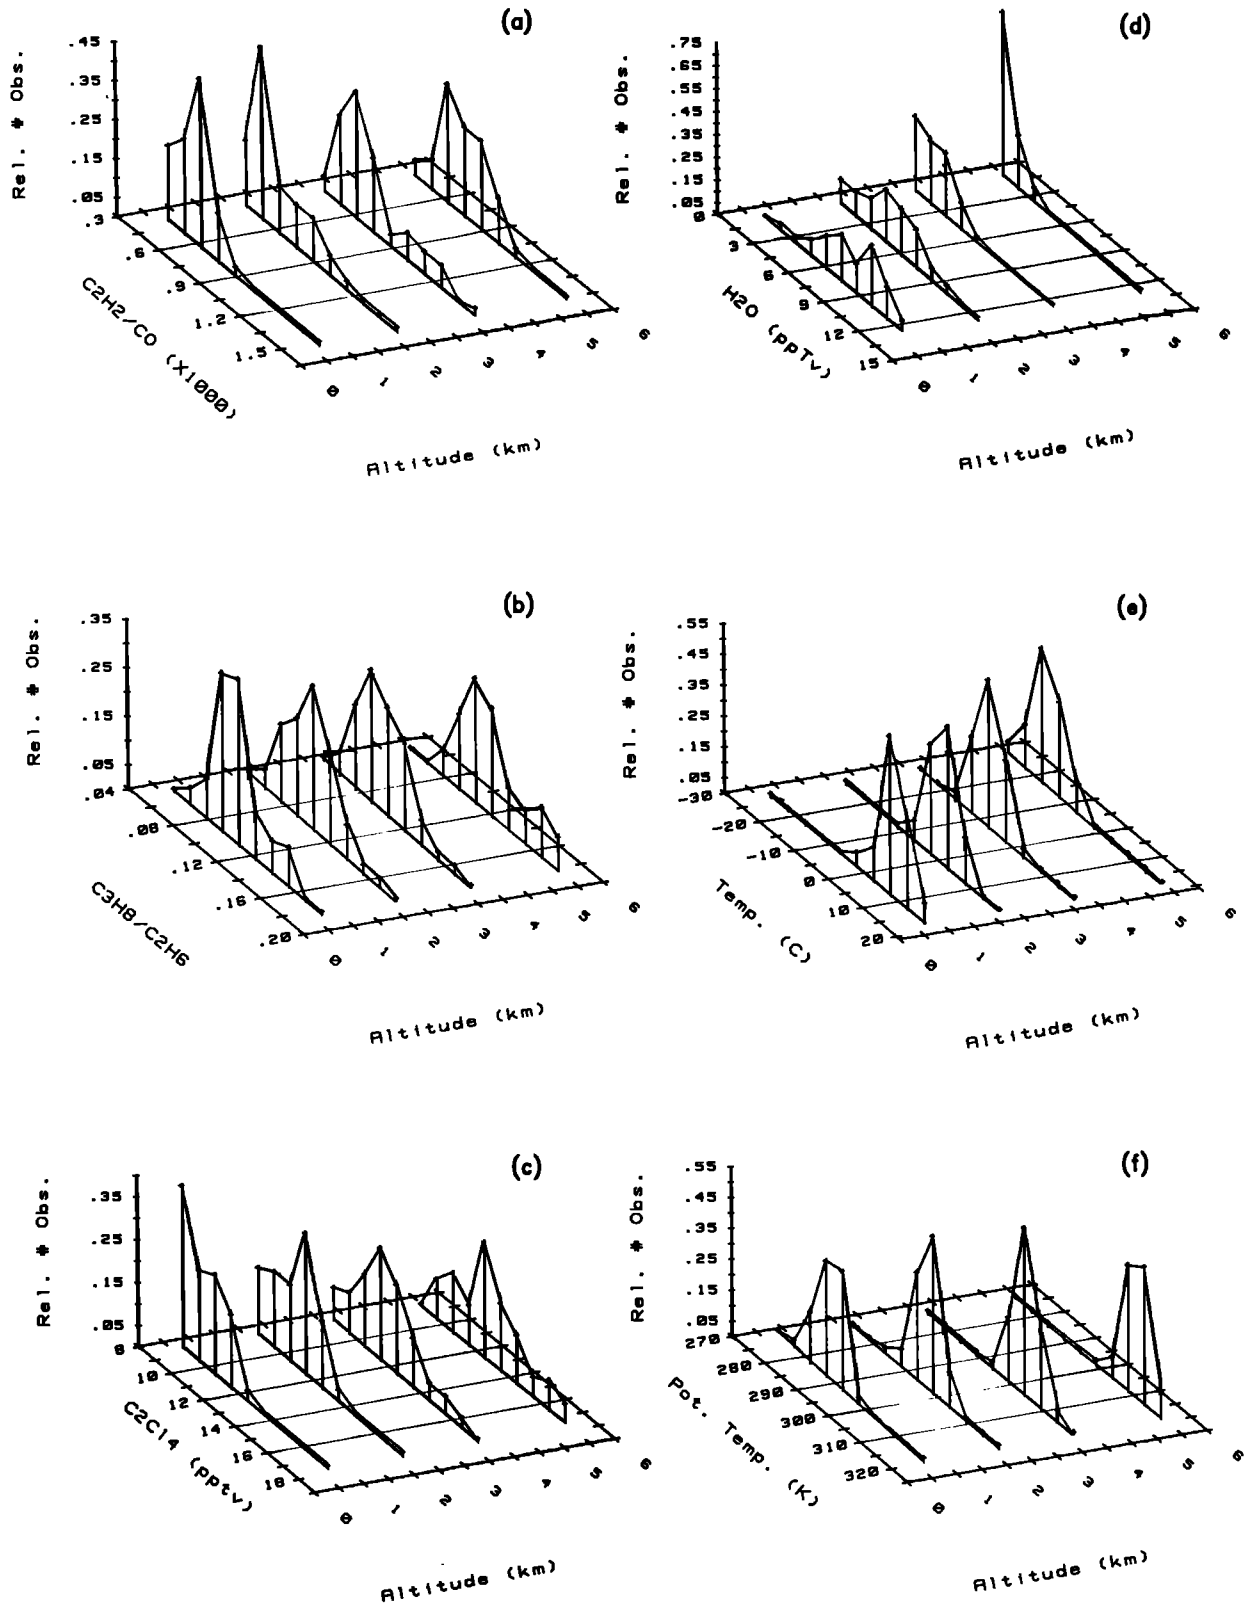 (a)
Rel. # Obs.
.45
.35
.25
.15
.05
.3
.6
.9
1.2
1.5
C2H2/CO (X1000)
0 1 2 3 4 5 6
Altitude (km)
(d)
Rel. # Obs.
.75
.65
.55
.45
.35
.25
.15
.05
0
3
6
9
12
15
H2O (ppTv)
0 1 2 3 4 5 6
Altitude (km)
(b)
Rel. # Obs.
.35
.25
.15
.05
.04
.08
.12
.16
.20
C3H8/C2H6
0 1 2 3 4 5 6
Altitude (km)
(e)
Rel. # Obs.
.55
.45
.35
.25
.15
.05
-30
-20
-10
0
10
20
Temp. (C)
0 1 2 3 4 5 6
Altitude (km)
(c)
Rel. # Obs.
.35
.25
.15
.05
8
10
12
14
16
18
C2Cl4 (pptv)
0 1 2 3 4 5 6
Altitude (km)
(f)
Rel. # Obs.
.55
.45
.35
.25
.15
.05
270
280
290
300
310
320
Pot. Temp. (K)
0 1 2 3 4 5 6
Altitude (km)